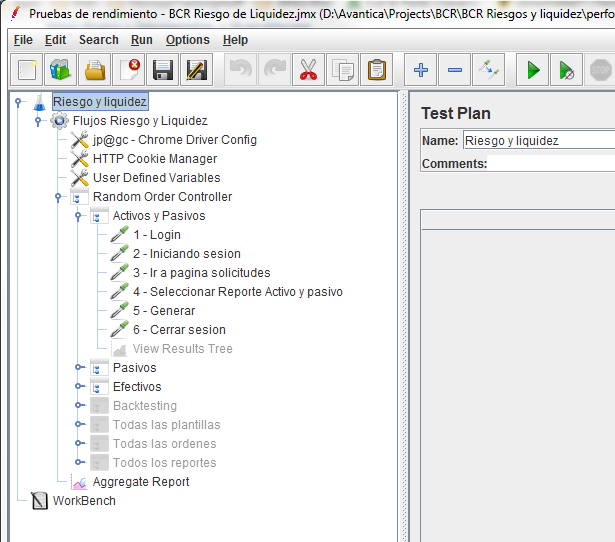 Pruebas de rendimiento - BCR Riesgo de Liquidez.jmx (D:\Avantica\Projects\BCR\BCR Riesgos y liquidez\perfo
File Edit Search Run Options Help
Riesgo y liquidez
Flujos Riesgo y Liquidez
jp@gc - Chrome Driver Config
HTTP Cookie Manager
User Defined Variables
Random Order Controller
Activos y Pasivos
1 - Login
2 - Iniciando sesion
3 - Ir a pagina solicitudes
4 - Seleccionar Reporte Activo y pasivo
5 - Generar
6 - Cerrar sesion
View Results Tree
Pasivos
Efectivos
Backtesting
Todas las plantillas
Todas las ordenes
Todos los reportes
Aggregate Report
WorkBench
Test Plan
Name: Riesgo y liquidez
Comments:
STOP